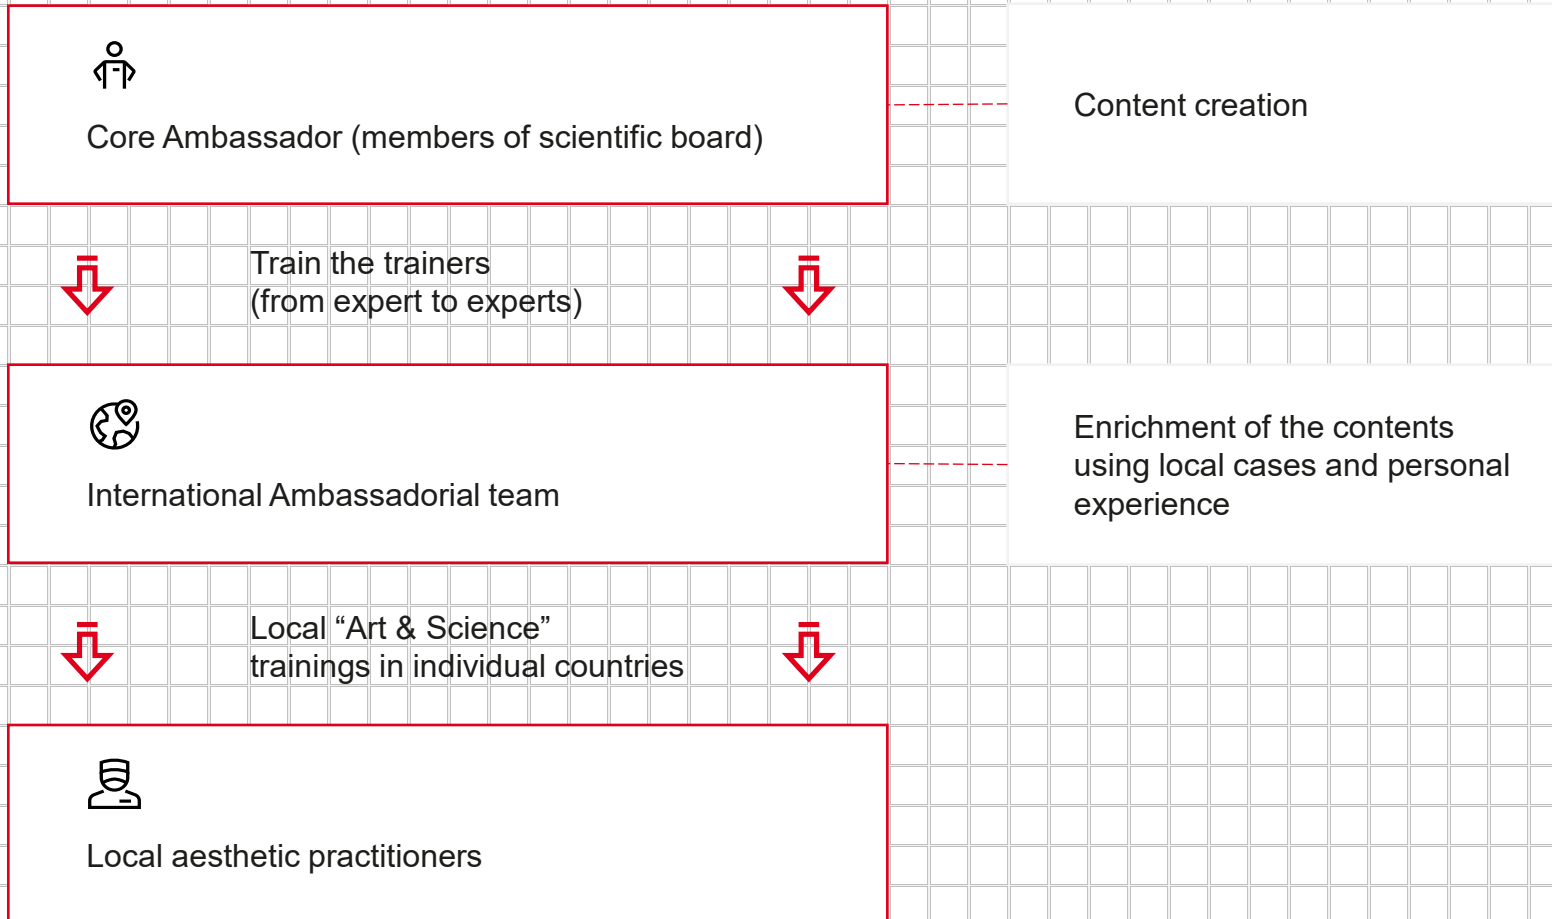 Core Ambassador (members of scientific board)
Content creation
Train the trainers
(from expert to experts)
International Ambassadorial team
Enrichment of the contents
using local cases and personal
experience
Local “Art & Science”
trainings in individual countries
Local aesthetic practitioners